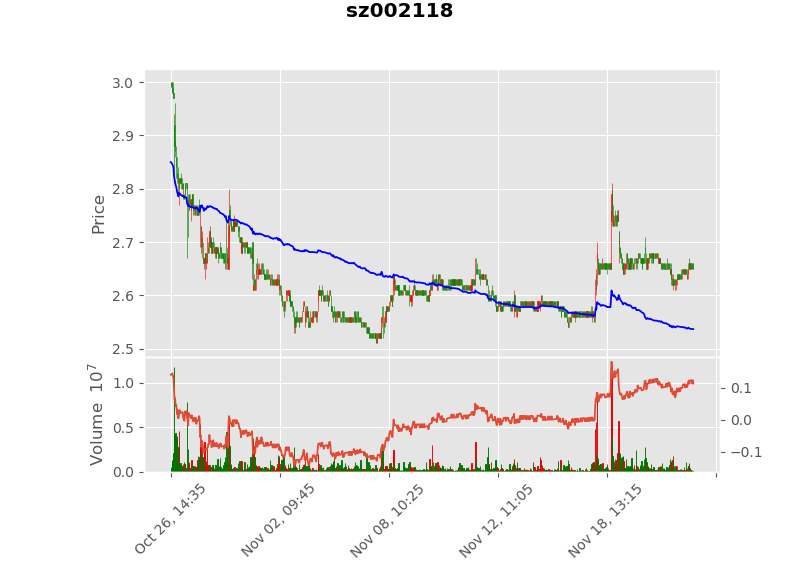 sz002118
3.0
2.9
2.8
2.7
2.6
2.5
Price
1.0
0.5
0.0
Volume 10^7
0.1
0.0
−0.1
Oct 26, 14:35
Nov 02, 09:45
Nov 08, 10:25
Nov 12, 11:05
Nov 18, 13:15